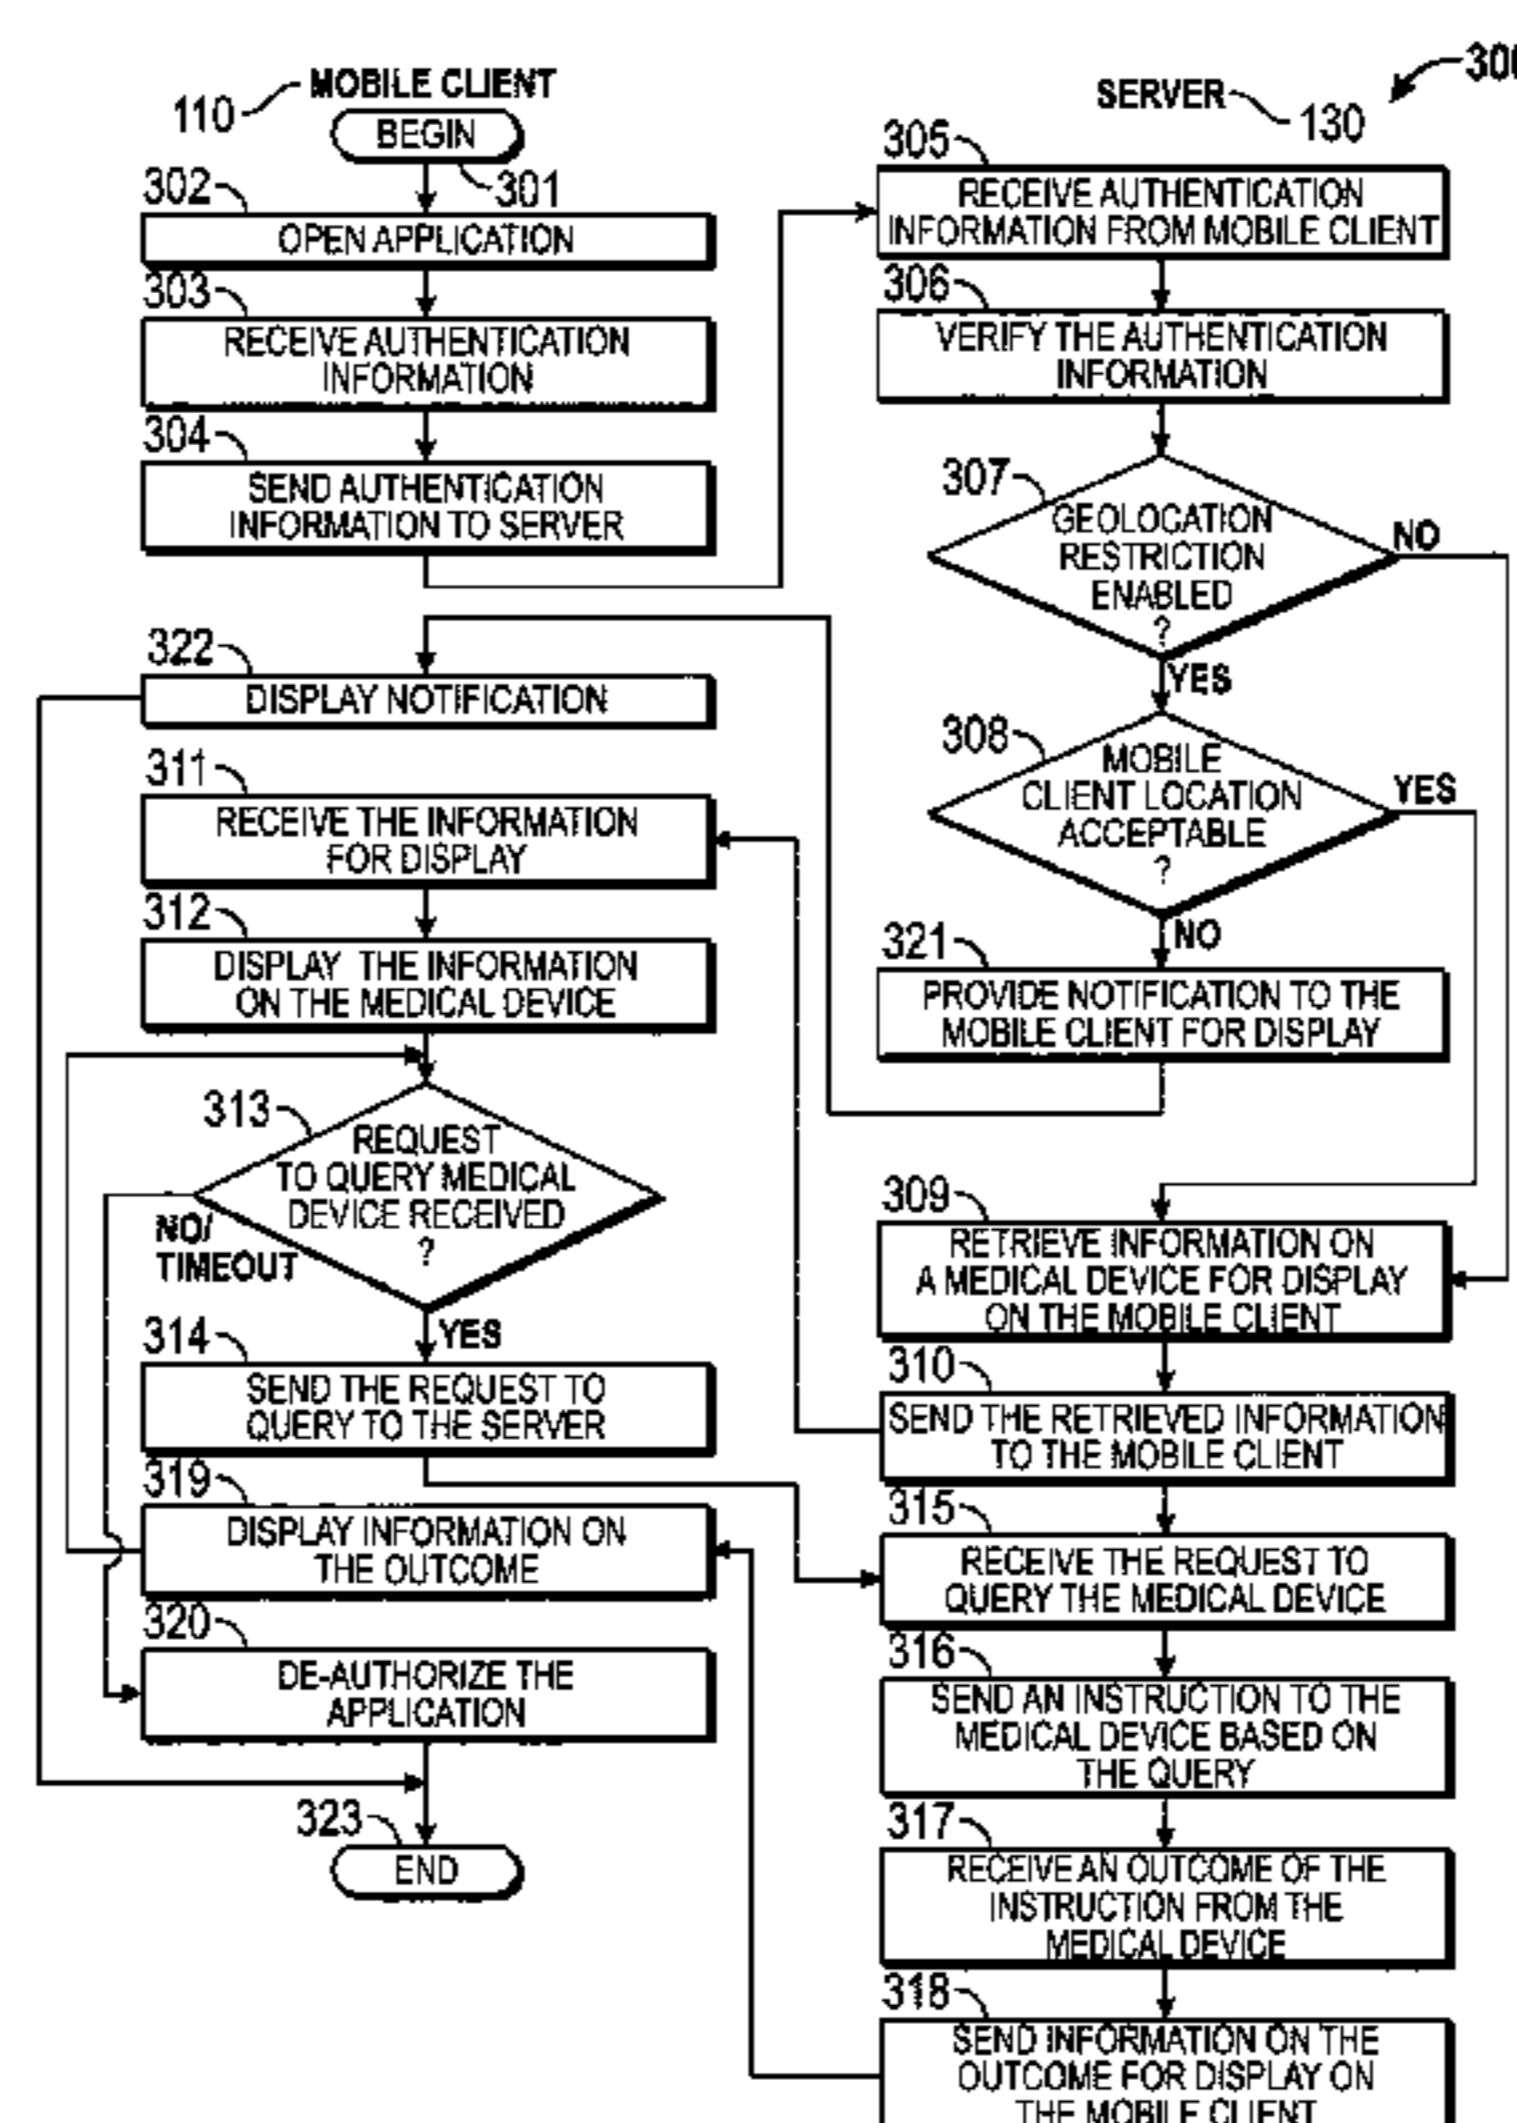 110
MOBILE CLIENT
BEGIN
301
302
OPEN APPLICATION
303
RECEIVE AUTHENTICATION
INFORMATION
304
SEND AUTHENTICATION
INFORMATION TO SERVER
322
DISPLAY NOTIFICATION
311
RECEIVE THE INFORMATION
FOR DISPLAY
312
DISPLAY THE INFORMATION
ON THE MEDICAL DEVICE
313
REQUEST
TO QUERY MEDICAL
DEVICE RECEIVED
?
NO/
TIMEOUT
YES
314
SEND THE REQUEST TO
QUERY TO THE SERVER
319
DISPLAY INFORMATION ON
THE OUTCOME
320
DE-AUTHORIZE THE
APPLICATION
323
END
SERVER
130
305
RECEIVE AUTHENTICATION
INFORMATION FROM MOBILE CLIENT
306
VERIFY THE AUTHENTICATION
INFORMATION
307
GEOLOCATION
RESTRICTION
ENABLED
?
NO
YES
308
MOBILE
CLIENT LOCATION
ACCEPTABLE
?
YES
NO
321
PROVIDE NOTIFICATION TO THE
MOBILE CLIENT FOR DISPLAY
309
RETRIEVE INFORMATION ON
A MEDICAL DEVICE FOR DISPLAY
ON THE MOBILE CLIENT
310
SEND THE RETRIEVED INFORMATION
TO THE MOBILE CLIENT
315
RECEIVE THE REQUEST TO
QUERY THE MEDICAL DEVICE
316
SEND AN INSTRUCTION TO THE
MEDICAL DEVICE BASED ON
THE QUERY
317
RECEIVE AN OUTCOME OF THE
INSTRUCTION FROM THE
MEDICAL DEVICE
318
SEND INFORMATION ON THE
OUTCOME FOR DISPLAY ON
THE MOBILE CLIENT